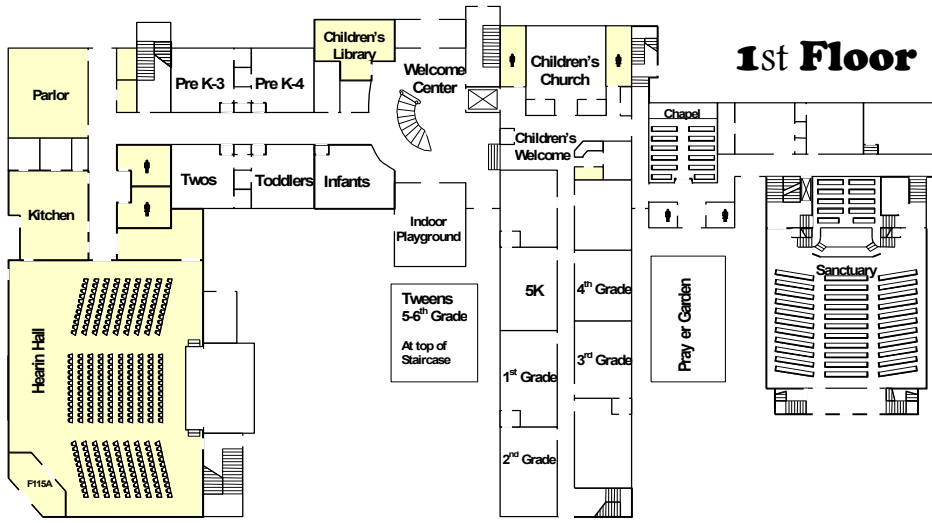 1st Floor
Children's
Library
Parlor
Pre K-3
Pre K-4
Welcome
Center
Children's
Church
Chapel
Children's
Welcome
Twos
Toddlers
Infants
Kitchen
Indoor
Playground
Sanctuary
Hearin Hall
Tweens
5-6th Grade
At top of
Staircase
5K
4th Grade
Pray er Garden
1st Grade
3rd Grade
2nd Grade
F115A